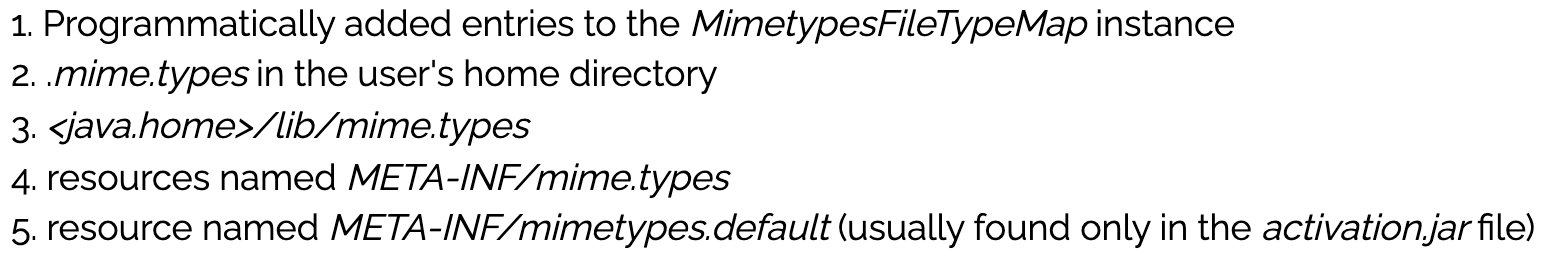 1. Programmatically added entries to the MimetypesFileTypeMap instance
2. .mime.types in the user's home directory
3. <java.home>/lib/mime.types
4. resources named META-INF/mime.types
5. resource named META-INF/mimetypes.default (usually found only in the activation.jar file)